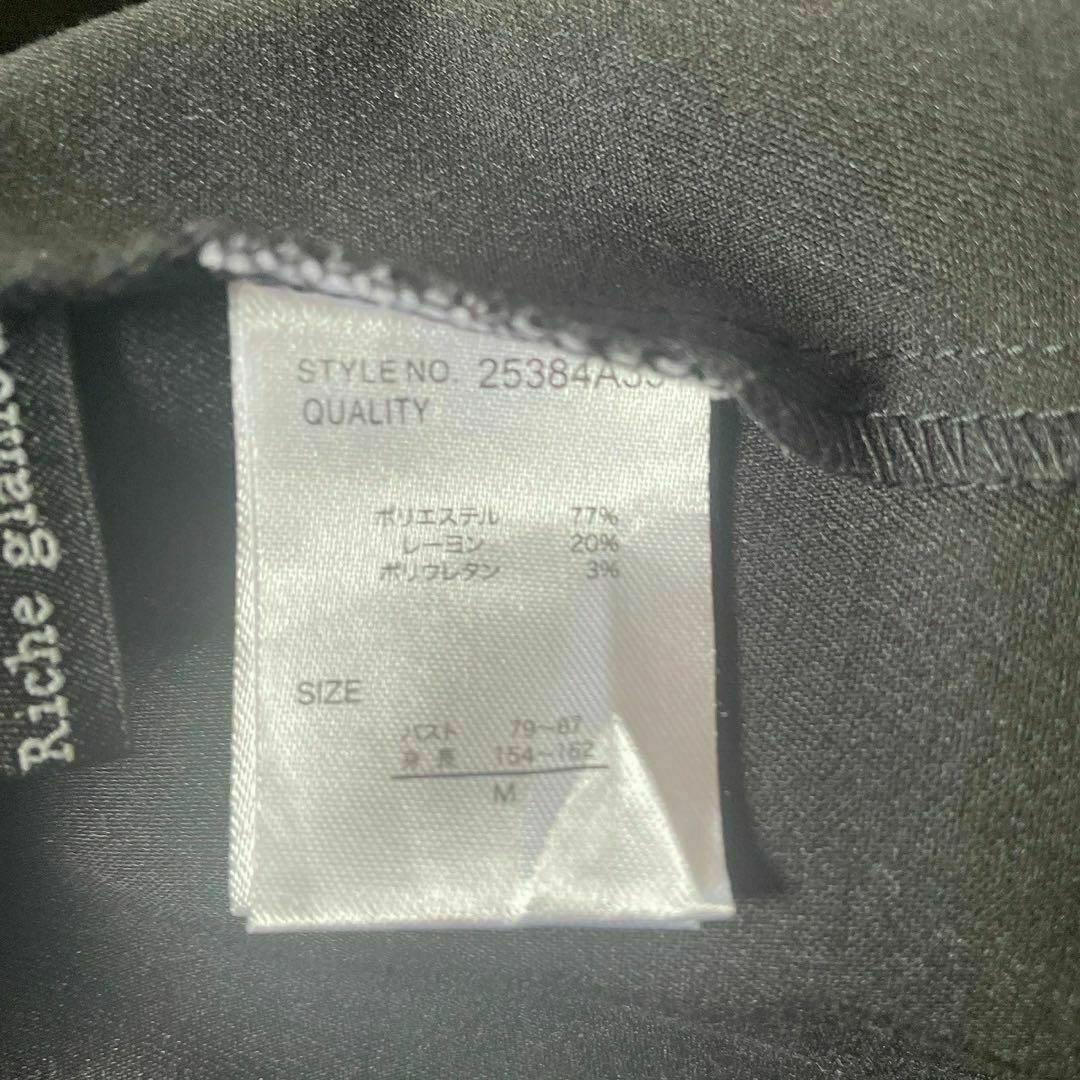 STYLE NO. 25384A
QUALITY
ポリエステル 77%
レーヨン 20%
ポリウレタン 3%
SIZE
バスト 79～87
身長 154～162
M
Riche